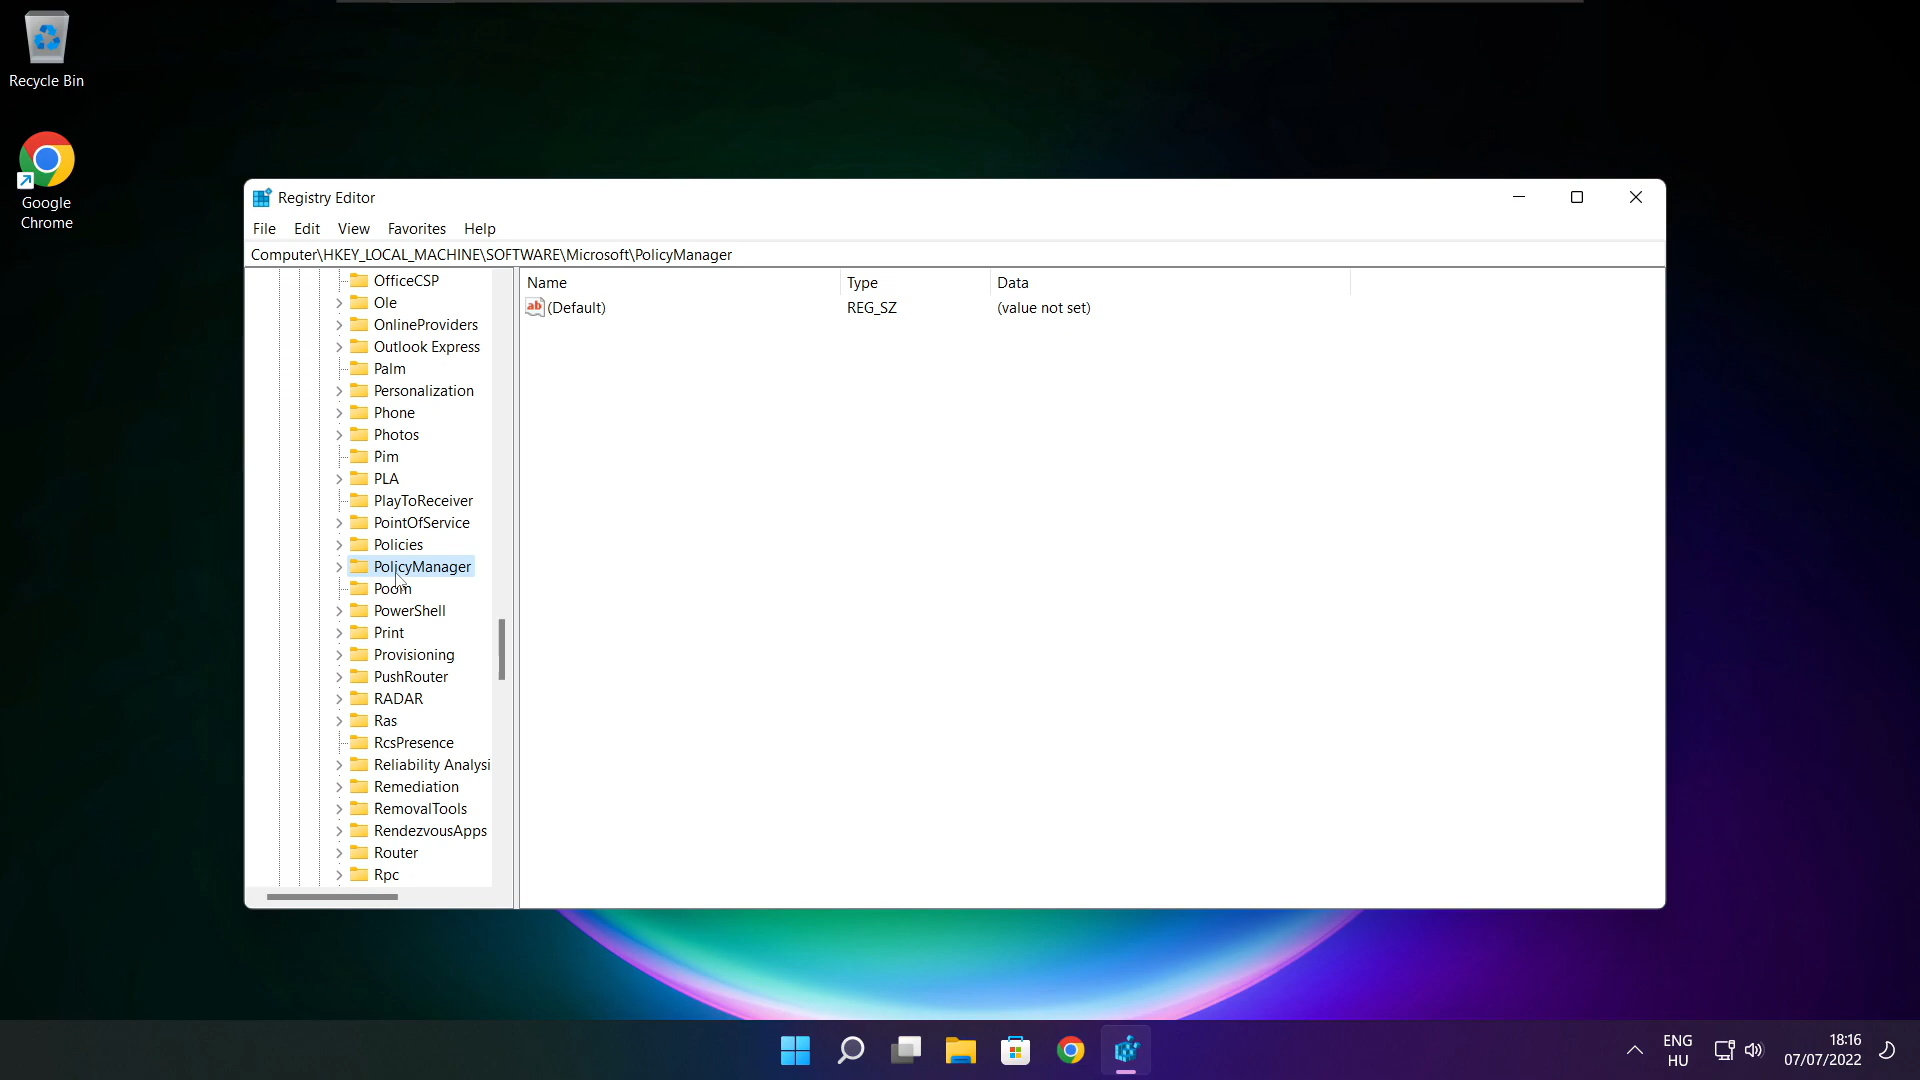 Recycle Bin
Google
Chrome
Registry Editor
File Edit View Favorites Help
Computer\HKEY_LOCAL_MACHINE\SOFTWARE\Microsoft\PolicyManager
OfficeCSP
Ole
OnlineProviders
Outlook Express
Palm
Personalization
Phone
Photos
Pim
PLA
PlayToReceiver
PointOfService
Policies
PolicyManager
Poom
PowerShell
Print
Provisioning
PushRouter
RADAR
Ras
RcsPresence
Reliability Analysi
Remediation
RemovalTools
RendezvousApps
Router
Rpc
Name Type Data
ab (Default) REG_SZ (value not set)
ENG
HU
18:16
07/07/2022